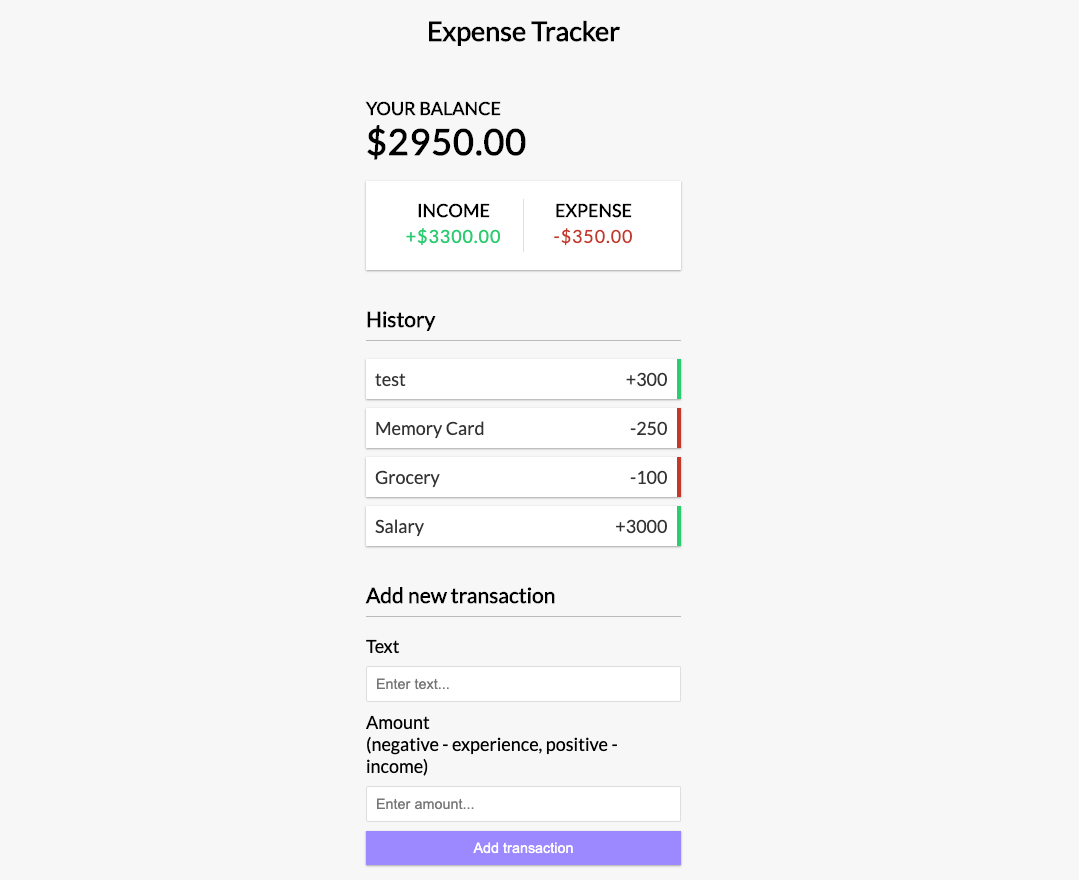 Expense Tracker
YOUR BALANCE
$2950.00
INCOME EXPENSE
+$3300.00 -$350.00
History
test +300
Memory Card -250
Grocery -100
Salary +3000
Add new transaction
Text
Enter text...
Amount
(negative - experience, positive -
income)
Enter amount...
Add transaction